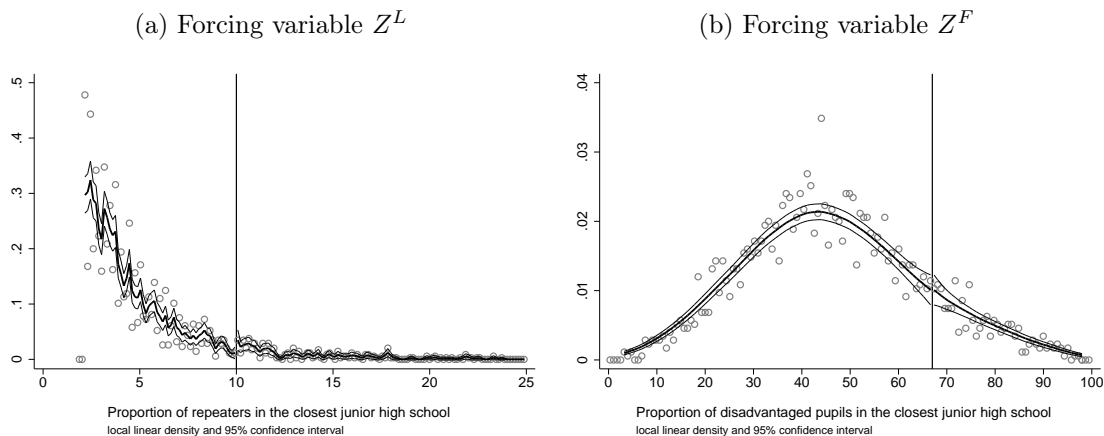 (a) Forcing variable Z^L
(b) Forcing variable Z^F
.5
.4
.3
.2
.1
0
0 5 10 15 20 25
Proportion of repeaters in the closest junior high school
local linear density and 95% confidence interval
.04
.03
.02
.01
0
0 10 20 30 40 50 60 70 80 90 100
Proportion of disadvantaged pupils in the closest junior high school
local linear density and 95% confidence interval